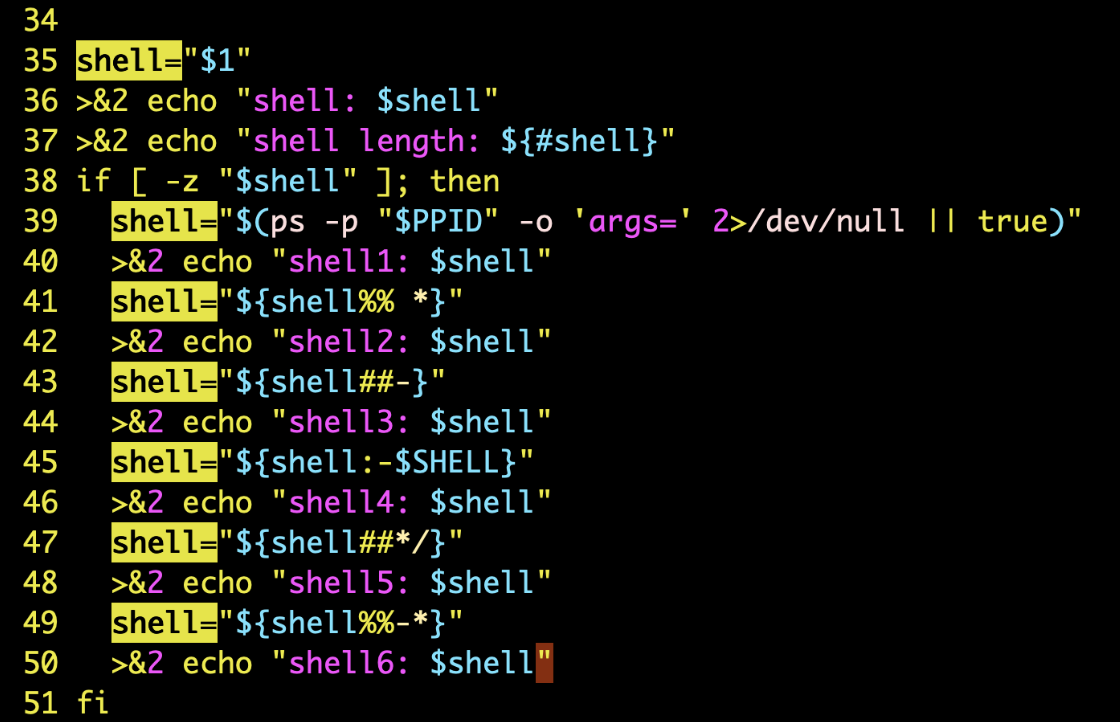 34
35 shell="$1"
36 >&2 echo "shell: $shell"
37 >&2 echo "shell length: ${#shell}"
38 if [ -z "$shell" ]; then
39   shell="$(ps -p "$PPID" -o 'args=' 2>/dev/null || true)"
40   >&2 echo "shell1: $shell"
41   shell="${shell%% *}"
42   >&2 echo "shell2: $shell"
43   shell="${shell##-}"
44   >&2 echo "shell3: $shell"
45   shell="${shell:-$SHELL}"
46   >&2 echo "shell4: $shell"
47   shell="${shell##*/}"
48   >&2 echo "shell5: $shell"
49   shell="${shell%%-*}"
50   >&2 echo "shell6: $shell"
51 fi